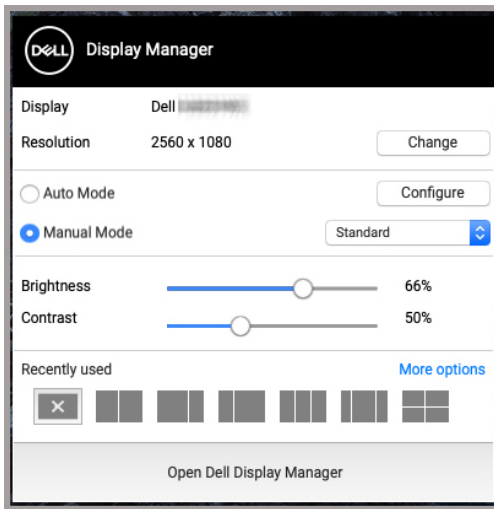 DELL Display Manager
Display Dell
Resolution 2560 x 1080 Change
Auto Mode Configure
Manual Mode Standard
Brightness 66%
Contrast 50%
Recently used More options
Open Dell Display Manager